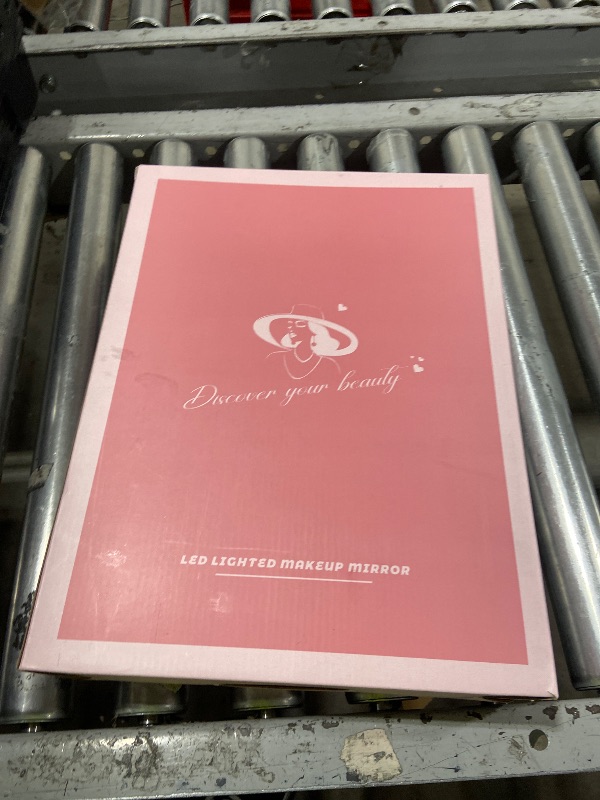 Discover your beauty
LED LIGHTED MAKEUP MIRROR